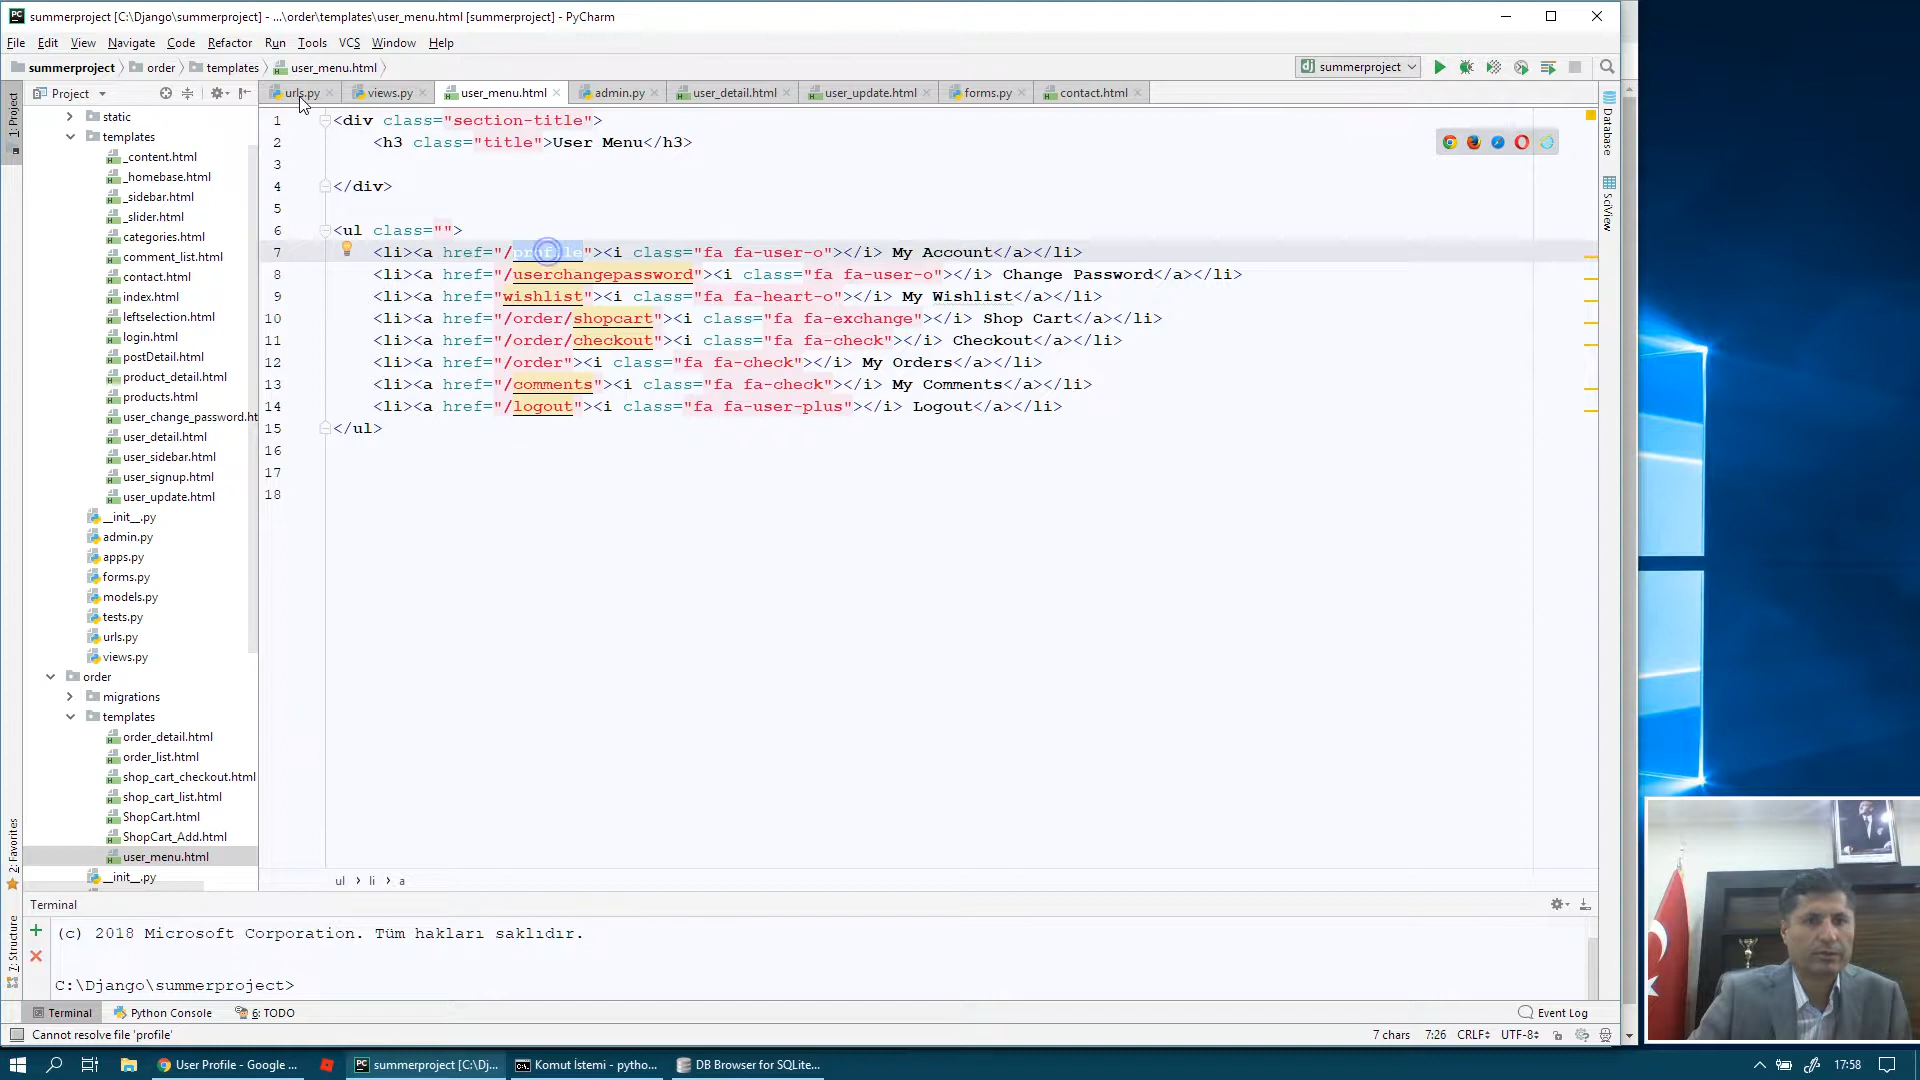 summerproject [C:\Django\summerproject] - ...\order\templates\user_menu.html [summerproject] - PyCharm
File Edit View Navigate Code Refactor Run Tools VCS Window Help
summerproject order templates user_menu.html summerproject
Project urls.py views.py user_menu.html admin.py user_detail.html user_update.html forms.py contact.html
1: Project
2: Favorites
7: Structure
Database
SciView
static
templates
_content.html
_homebase.html
_sidebar.html
_slider.html
categories.html
comment_list.html
contact.html
index.html
leftselection.html
login.html
postDetail.html
product_detail.html
products.html
user_change_password.ht
user_detail.html
user_sidebar.html
user_signup.html
user_update.html
__init__.py
admin.py
apps.py
forms.py
models.py
tests.py
urls.py
views.py
order
migrations
templates
order_detail.html
order_list.html
shop_cart_checkout.html
shop_cart_list.html
ShopCart.html
ShopCart_Add.html
user_menu.html
__init__.py
1 <div class="section-title">
2 <h3 class="title">User Menu</h3>
3
4 </div>
5
6 <ul class="">
7 <li><a href="/profile"><i class="fa fa-user-o"></i> My Account</a></li>
8 <li><a href="/userchangepassword"><i class="fa fa-user-o"></i> Change Password</a></li>
9 <li><a href="wishlist"><i class="fa fa-heart-o"></i> My Wishlist</a></li>
10 <li><a href="/order/shopcart"><i class="fa fa-exchange"></i> Shop Cart</a></li>
11 <li><a href="/order/checkout"><i class="fa fa-check"></i> Checkout</a></li>
12 <li><a href="/order"><i class="fa fa-check"></i> My Orders</a></li>
13 <li><a href="/comments"><i class="fa fa-check"></i> My Comments</a></li>
14 <li><a href="/logout"><i class="fa fa-user-plus"></i> Logout</a></li>
15 </ul>
16
17
18
ul › li › a
Terminal
(c) 2018 Microsoft Corporation. Tüm hakları saklıdır.
C:\Django\summerproject>
Terminal Python Console 6: TODO Event Log
Cannot resolve file 'profile' 7 chars 7:26 CRLF UTF-8
User Profile - Google ... summerproject [C:\Dj... Komut İstemi - pytho... DB Browser for SQLite... 17:58